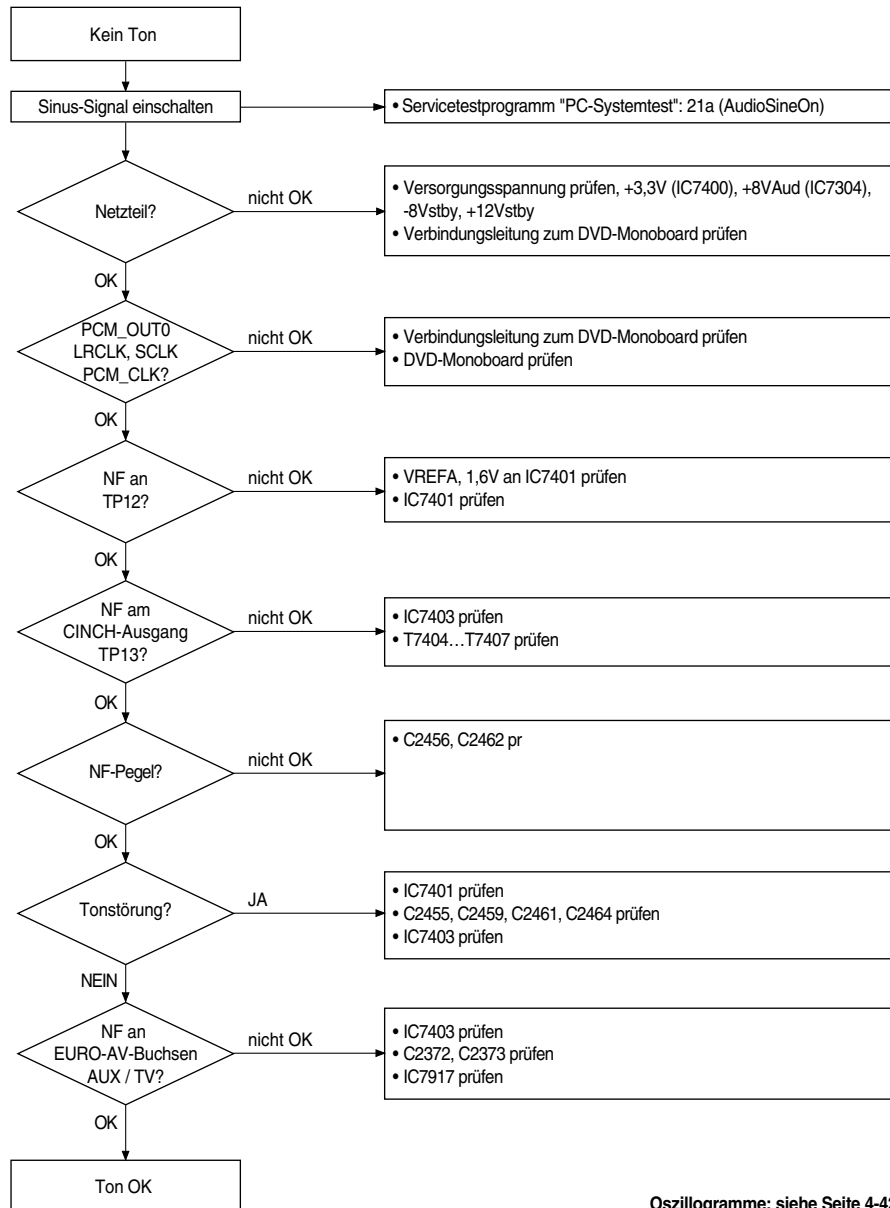 Kein Ton
Sinus-Signal einschalten
• Servicetestprogramm "PC-Systemtest": 21a (AudioSineOn)
Netzteil?
nicht OK
• Versorgungsspannung prüfen, +3,3V (IC7400), +8VAud (IC7304),
-8Vstby, +12Vstby
• Verbindungsleitung zum DVD-Monoboard prüfen
OK
PCM_OUT0
LRCLK, SCLK
PCM_CLK?
nicht OK
• Verbindungsleitung zum DVD-Monoboard prüfen
• DVD-Monoboard prüfen
OK
NF an
TP12?
nicht OK
• VREFA, 1,6V an IC7401 prüfen
• IC7401 prüfen
OK
NF am
CINCH-Ausgang
TP13?
nicht OK
• IC7403 prüfen
• T7404…T7407 prüfen
OK
NF-Pegel?
nicht OK
• C2456, C2462 pr
OK
Tonstörung?
JA
• IC7401 prüfen
• C2455, C2459, C2461, C2464 prüfen
• IC7403 prüfen
NEIN
NF an
EURO-AV-Buchsen
AUX / TV?
nicht OK
• IC7403 prüfen
• C2372, C2373 prüfen
• IC7917 prüfen
OK
Ton OK
Oszillogramme: siehe Seite